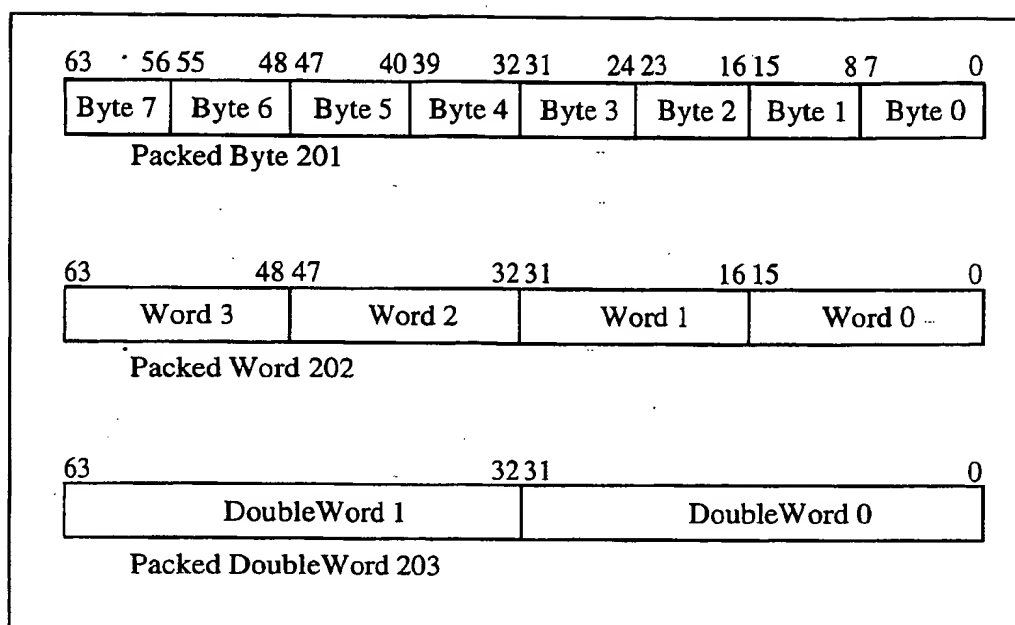 63 56 55 48 47 40 39 32 31 24 23 16 15 8 7 0
Byte 7 Byte 6 Byte 5 Byte 4 Byte 3 Byte 2 Byte 1 Byte 0
Packed Byte 201
63 48 47 32 31 16 15 0
Word 3 Word 2 Word 1 Word 0
Packed Word 202
63 32 31 0
DoubleWord 1 DoubleWord 0
Packed DoubleWord 203